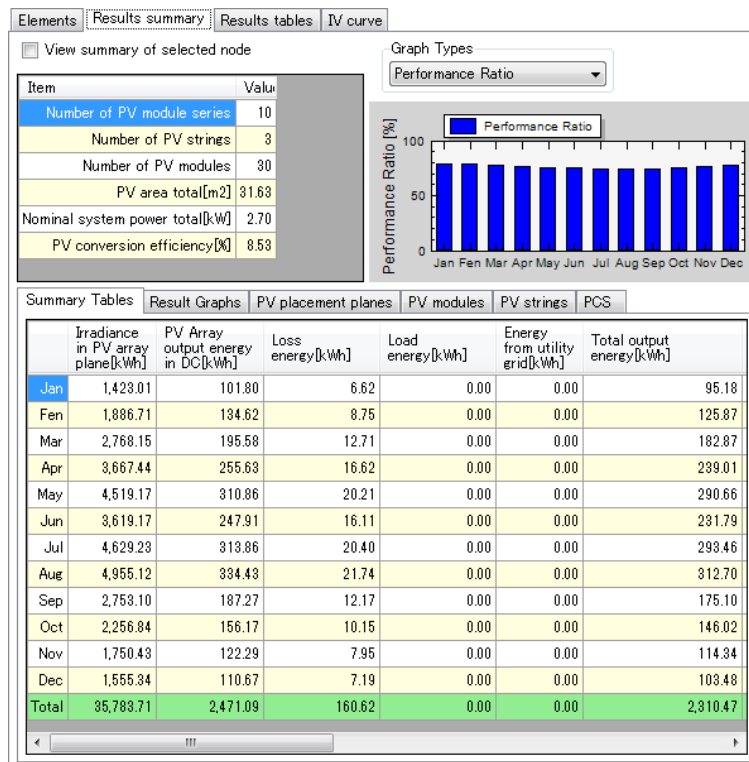 Elements Results summary Results tables IV curve
View summary of selected node
Graph Types
Performance Ratio
Item Valu
Number of PV module series 10
Number of PV strings 3
Number of PV modules 30
PV area total[m2] 31.63
Nominal system power total[kW] 2.70
PV conversion efficiency[%] 8.53
Performance Ratio
Performance Ratio [%]
100
50
0
Jan Fen Mar Apr May Jun Jul Aug Sep Oct Nov Dec
Summary Tables Result Graphs PV placement planes PV modules PV strings PCS
Irradiance in PV array plane[kWh] PV Array output energy in DC[kWh] Loss energy[kWh] Load energy[kWh] Energy from utility grid[kWh] Total output energy[kWh]
Jan 1,423.01 101.80 6.62 0.00 0.00 95.18
Fen 1,886.71 134.62 8.75 0.00 0.00 125.87
Mar 2,768.15 195.58 12.71 0.00 0.00 182.87
Apr 3,667.44 255.63 16.62 0.00 0.00 239.01
May 4,519.17 310.86 20.21 0.00 0.00 290.66
Jun 3,619.17 247.91 16.11 0.00 0.00 231.79
Jul 4,629.23 313.86 20.40 0.00 0.00 293.46
Aug 4,955.12 334.43 21.74 0.00 0.00 312.70
Sep 2,753.10 187.27 12.17 0.00 0.00 175.10
Oct 2,256.84 156.17 10.15 0.00 0.00 146.02
Nov 1,750.43 122.29 7.95 0.00 0.00 114.34
Dec 1,555.34 110.67 7.19 0.00 0.00 103.48
Total 35,783.71 2,471.09 160.62 0.00 0.00 2,310.47